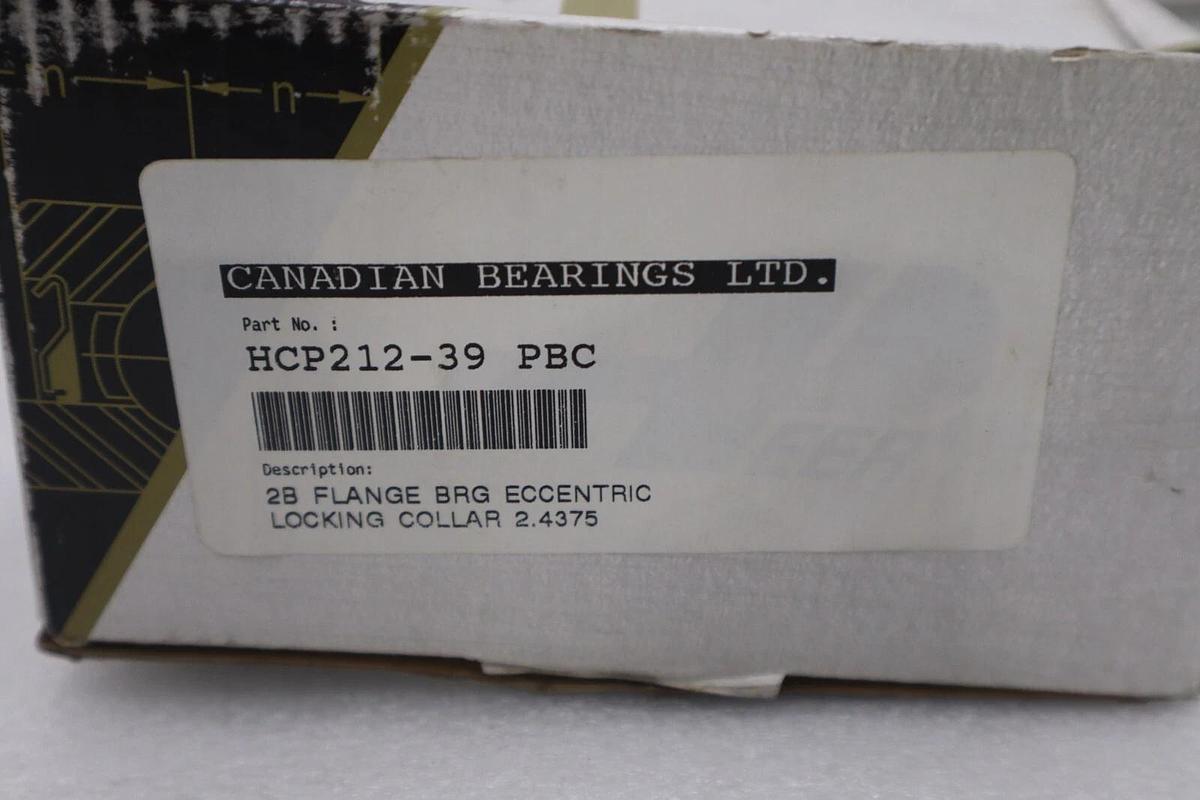 m
n
CANADIAN BEARINGS LTD.
Part No. :
HCP212-39 PBC
Description:
2B FLANGE BRG ECCENTRIC
LOCKING COLLAR 2.4375